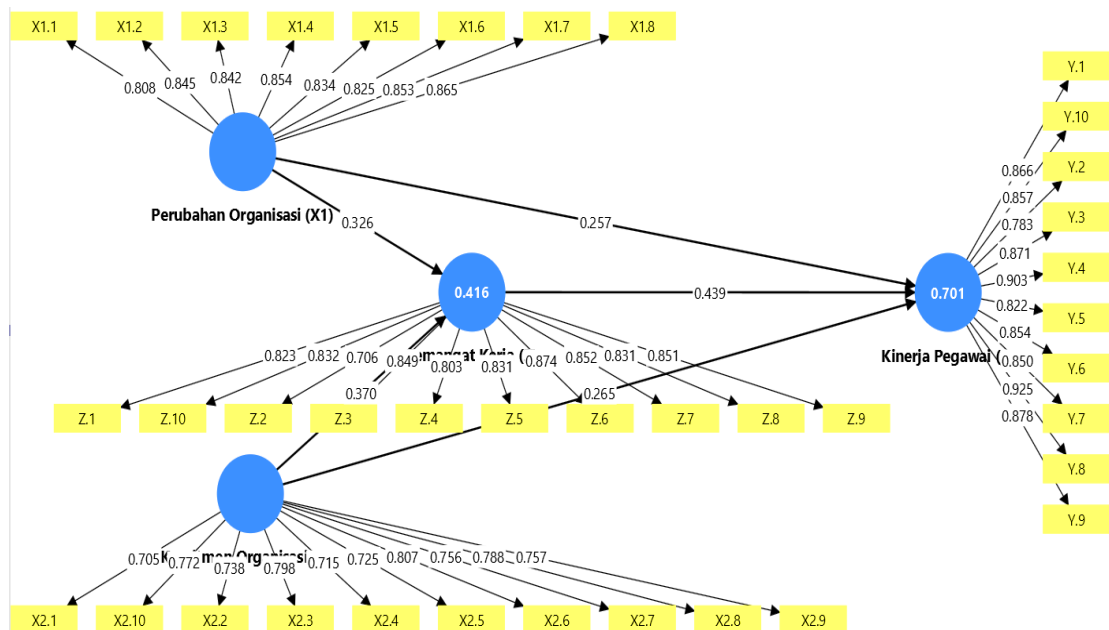 X1.1 X1.2 X1.3 X1.4 X1.5 X1.6 X1.7 X1.8
0.808 0.845 0.842 0.854 0.834 0.825 0.853 0.865
Perubahan Organisasi (X1)
0.326
0.257
0.416
0.439
0.701
Kinerja Pegawai (
Y.1
Y.10
Y.2
Y.3
Y.4
Y.5
Y.6
Y.7
Y.8
Y.9
0.866
0.857
0.783
0.871
0.903
0.822
0.854
0.850
0.925
0.878
0.823 0.832 0.706 0.849 0.803 0.831 0.874 0.852 0.831 0.851
0.370
0.265
Z.1 Z.10 Z.2 Z.3 Z.4 Z.5 Z.6 Z.7 Z.8 Z.9
Organisasi
0.705 0.772 0.738 0.798 0.715 0.725 0.807 0.756 0.788 0.757
X2.1 X2.10 X2.2 X2.3 X2.4 X2.5 X2.6 X2.7 X2.8 X2.9